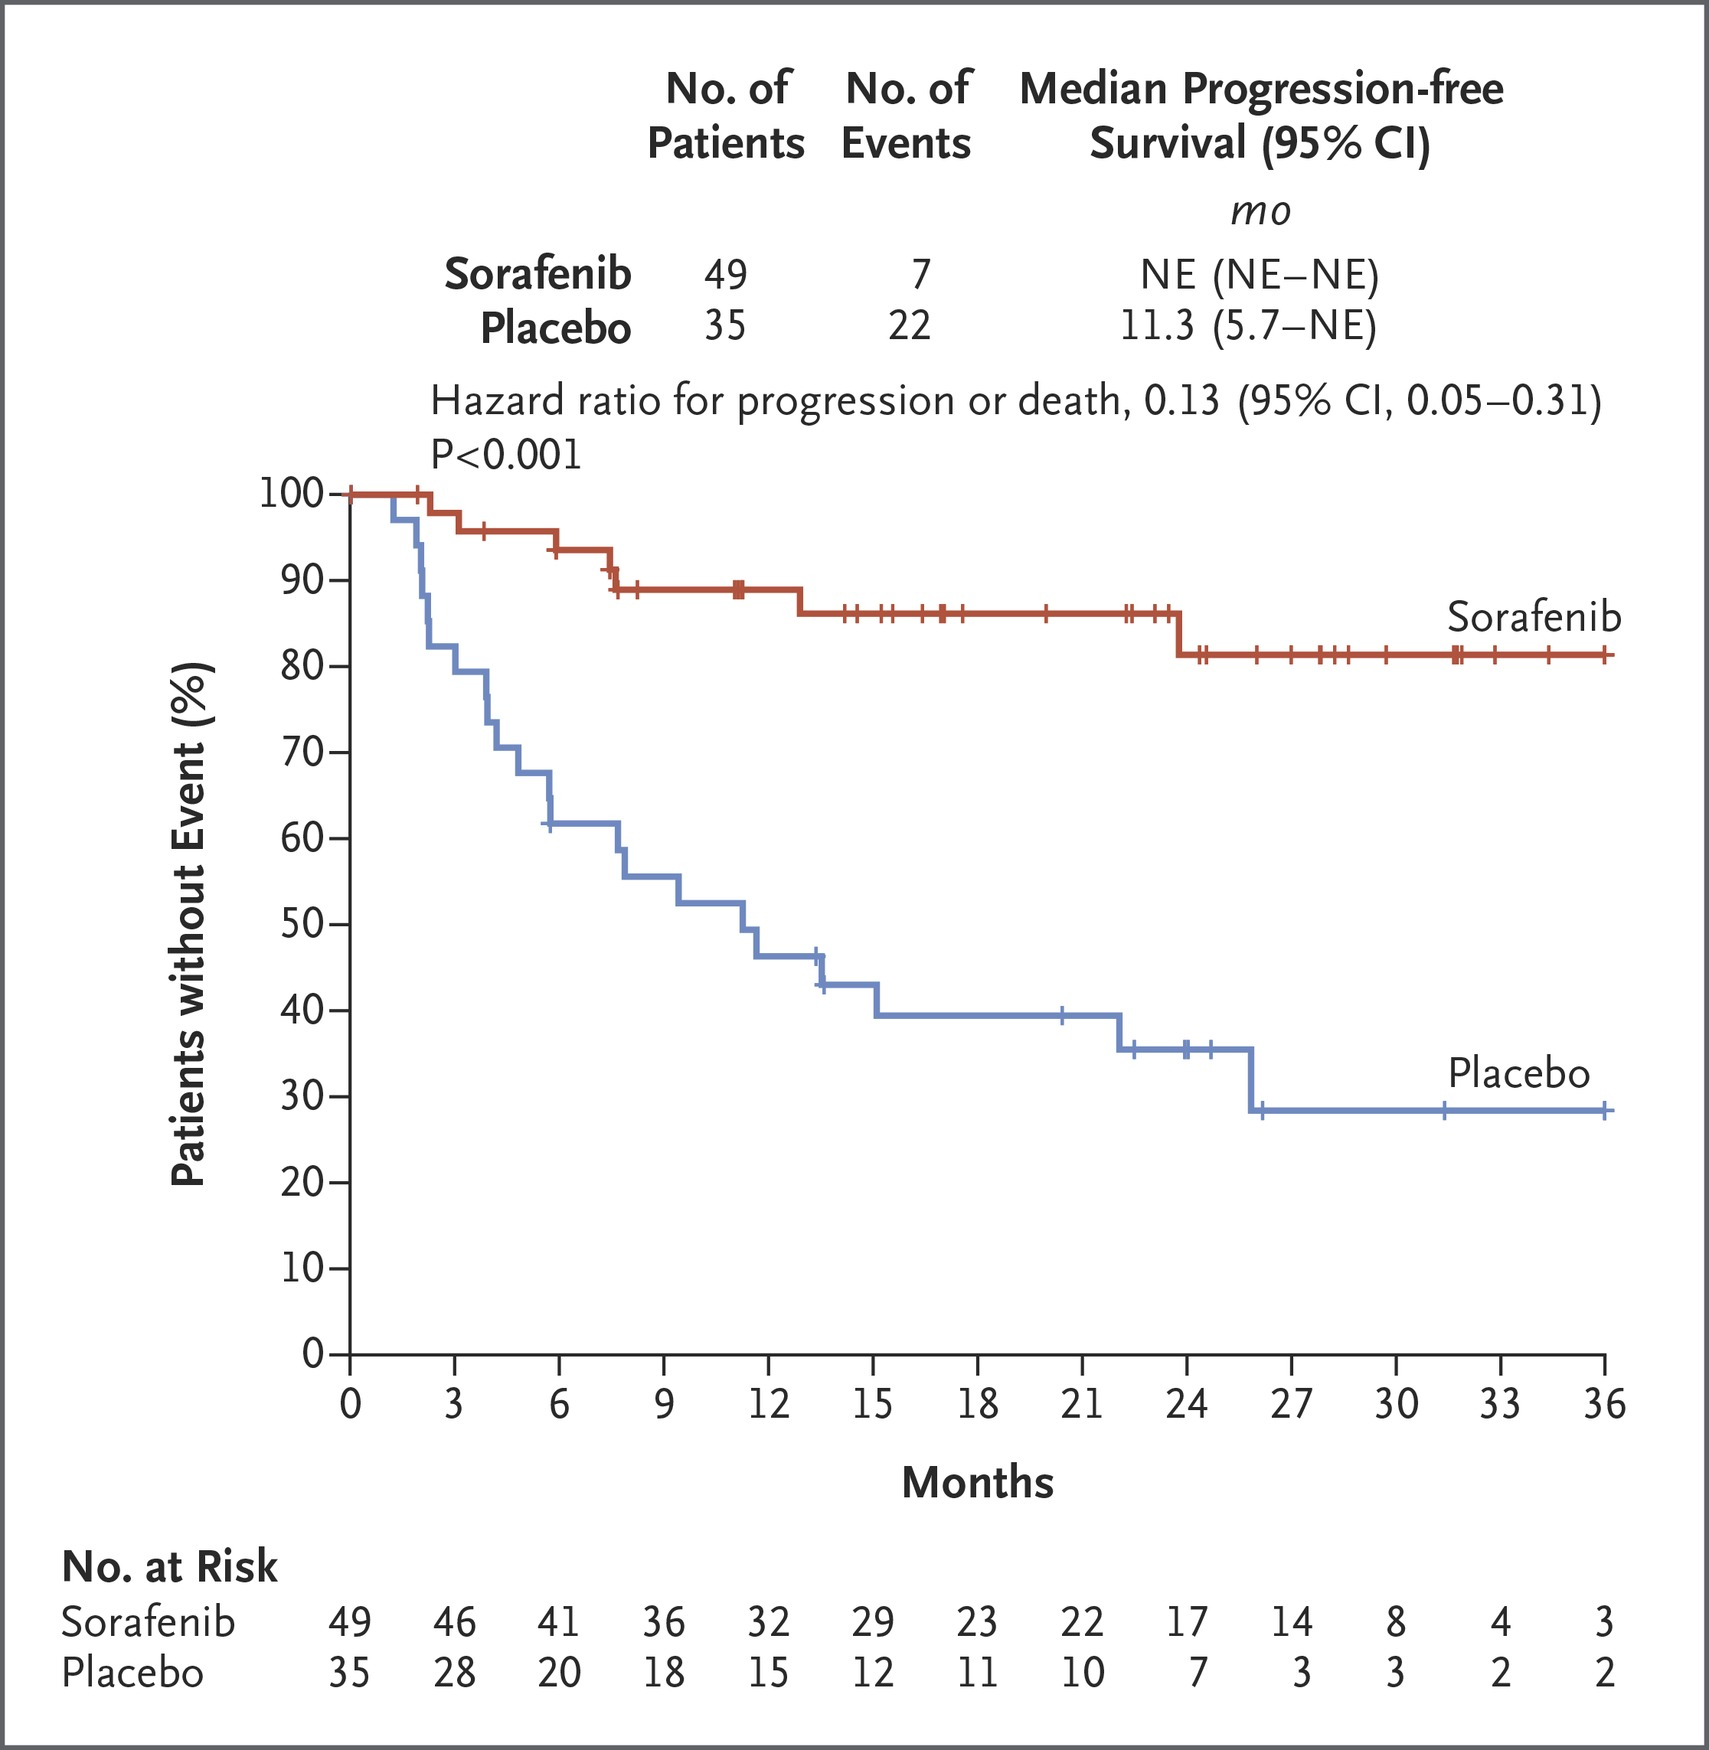 No. of No. of Median Progression-free
Patients Events Survival (95% CI)
mo
Sorafenib 49 7 NE (NE–NE)
Placebo 35 22 11.3 (5.7–NE)
Hazard ratio for progression or death, 0.13 (95% CI, 0.05–0.31)
P<0.001
100
90
80
70
60
50
40
30
20
10
0
Patients without Event (%)
Sorafenib
Placebo
0 3 6 9 12 15 18 21 24 27 30 33 36
Months
No. at Risk
Sorafenib 49 46 41 36 32 29 23 22 17 14 8 4 3
Placebo 35 28 20 18 15 12 11 10 7 3 3 2 2